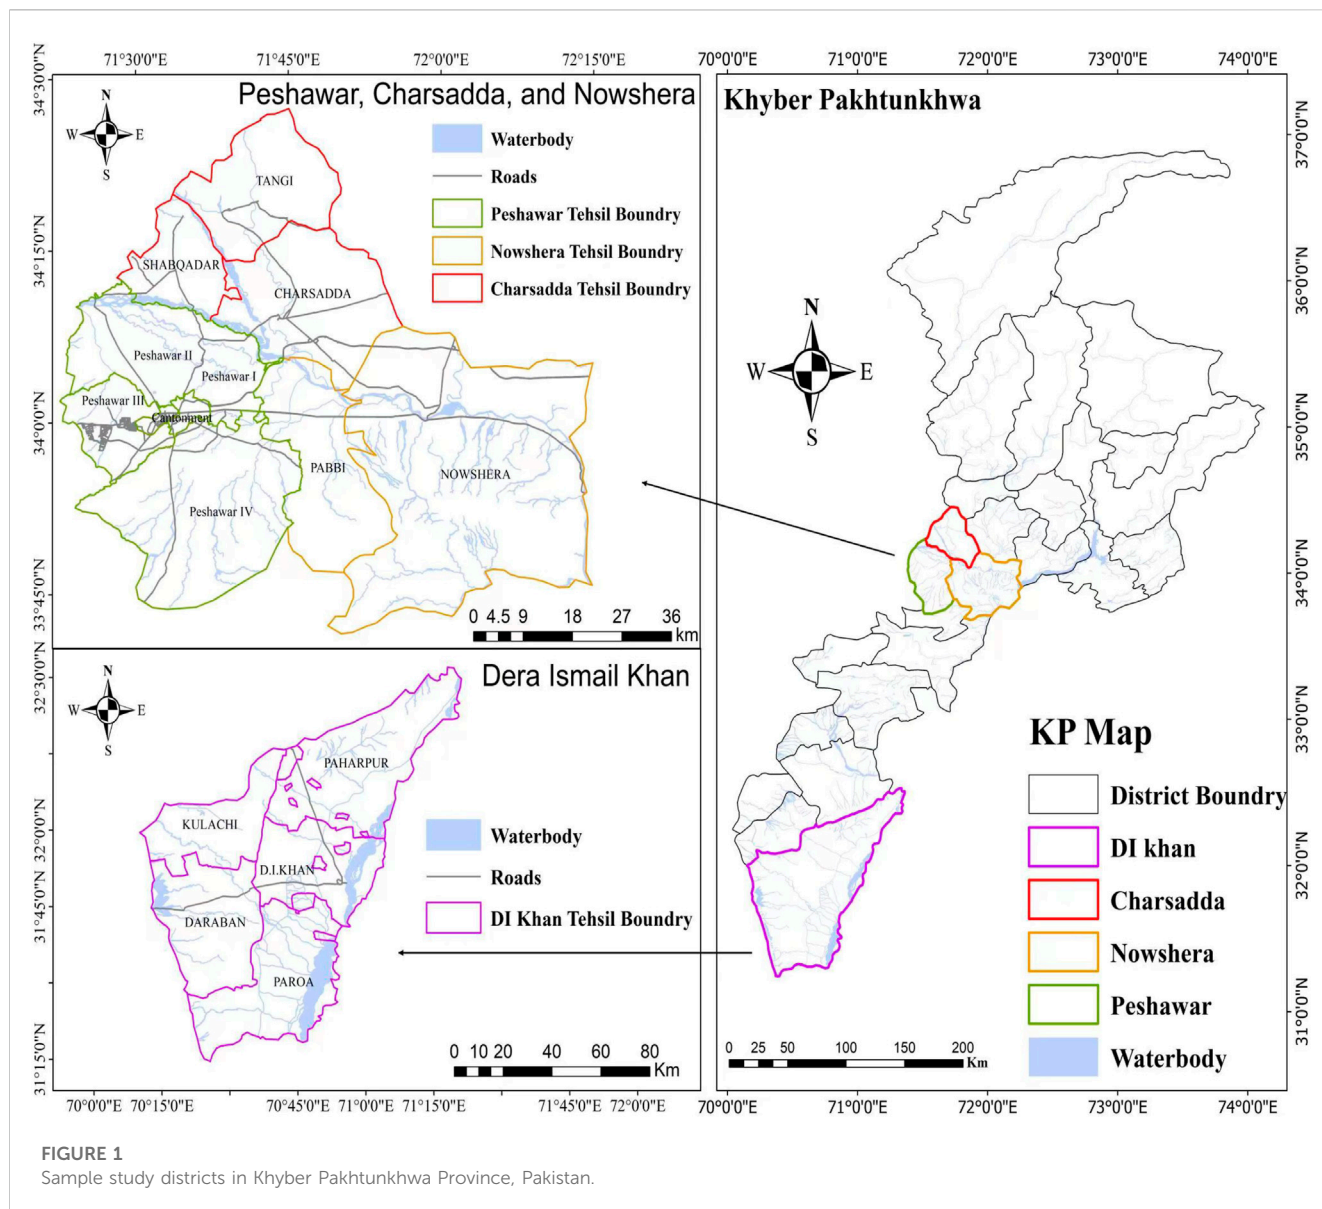 71°30'0"E
71°45'0"E
72°0'0"E
72°15'0"E
34°30'0"N
34°15'0"N
34°0'0"N
33°45'0"N
Peshawar, Charsadda, and Nowshera
N
W
E
S
Waterbody
Roads
Peshawar Tehsil Boundry
Nowshera Tehsil Boundry
Charsadda Tehsil Boundry
TANGI
SHABQADAR
CHARSADDA
Peshawar II
Peshawar I
Peshawar III
Cantonment
PABBI
NOWSHERA
Peshawar IV
0 4.5 9 18 27 36
km
32°30'0"N
32°0'0"N
31°45'0"N
31°15'0"N
Dera Ismail Khan
N
W
E
S
PAHARPUR
KULACHI
D.I.KHAN
DARABAN
PAROA
Waterbody
Roads
DI Khan Tehsil Boundry
0 10 20 40 60 80
Km
70°0'0"E
70°15'0"E
70°45'0"E
71°0'0"E
71°15'0"E
71°45'0"E
72°0'0"E
70°0'0"E
71°0'0"E
72°0'0"E
73°0'0"E
74°0'0"E
Khyber Pakhtunkhwa
N
W
E
S
37°0'0"N
36°0'0"N
35°0'0"N
34°0'0"N
33°0'0"N
32°0'0"N
31°0'0"N
KP Map
District Boundry
DI khan
Charsadda
Nowshera
Peshawar
Waterbody
0 25 50 100 150 200
Km
70°0'0"E
71°0'0"E
72°0'0"E
73°0'0"E
74°0'0"E
FIGURE 1
Sample study districts in Khyber Pakhtunkhwa Province, Pakistan.